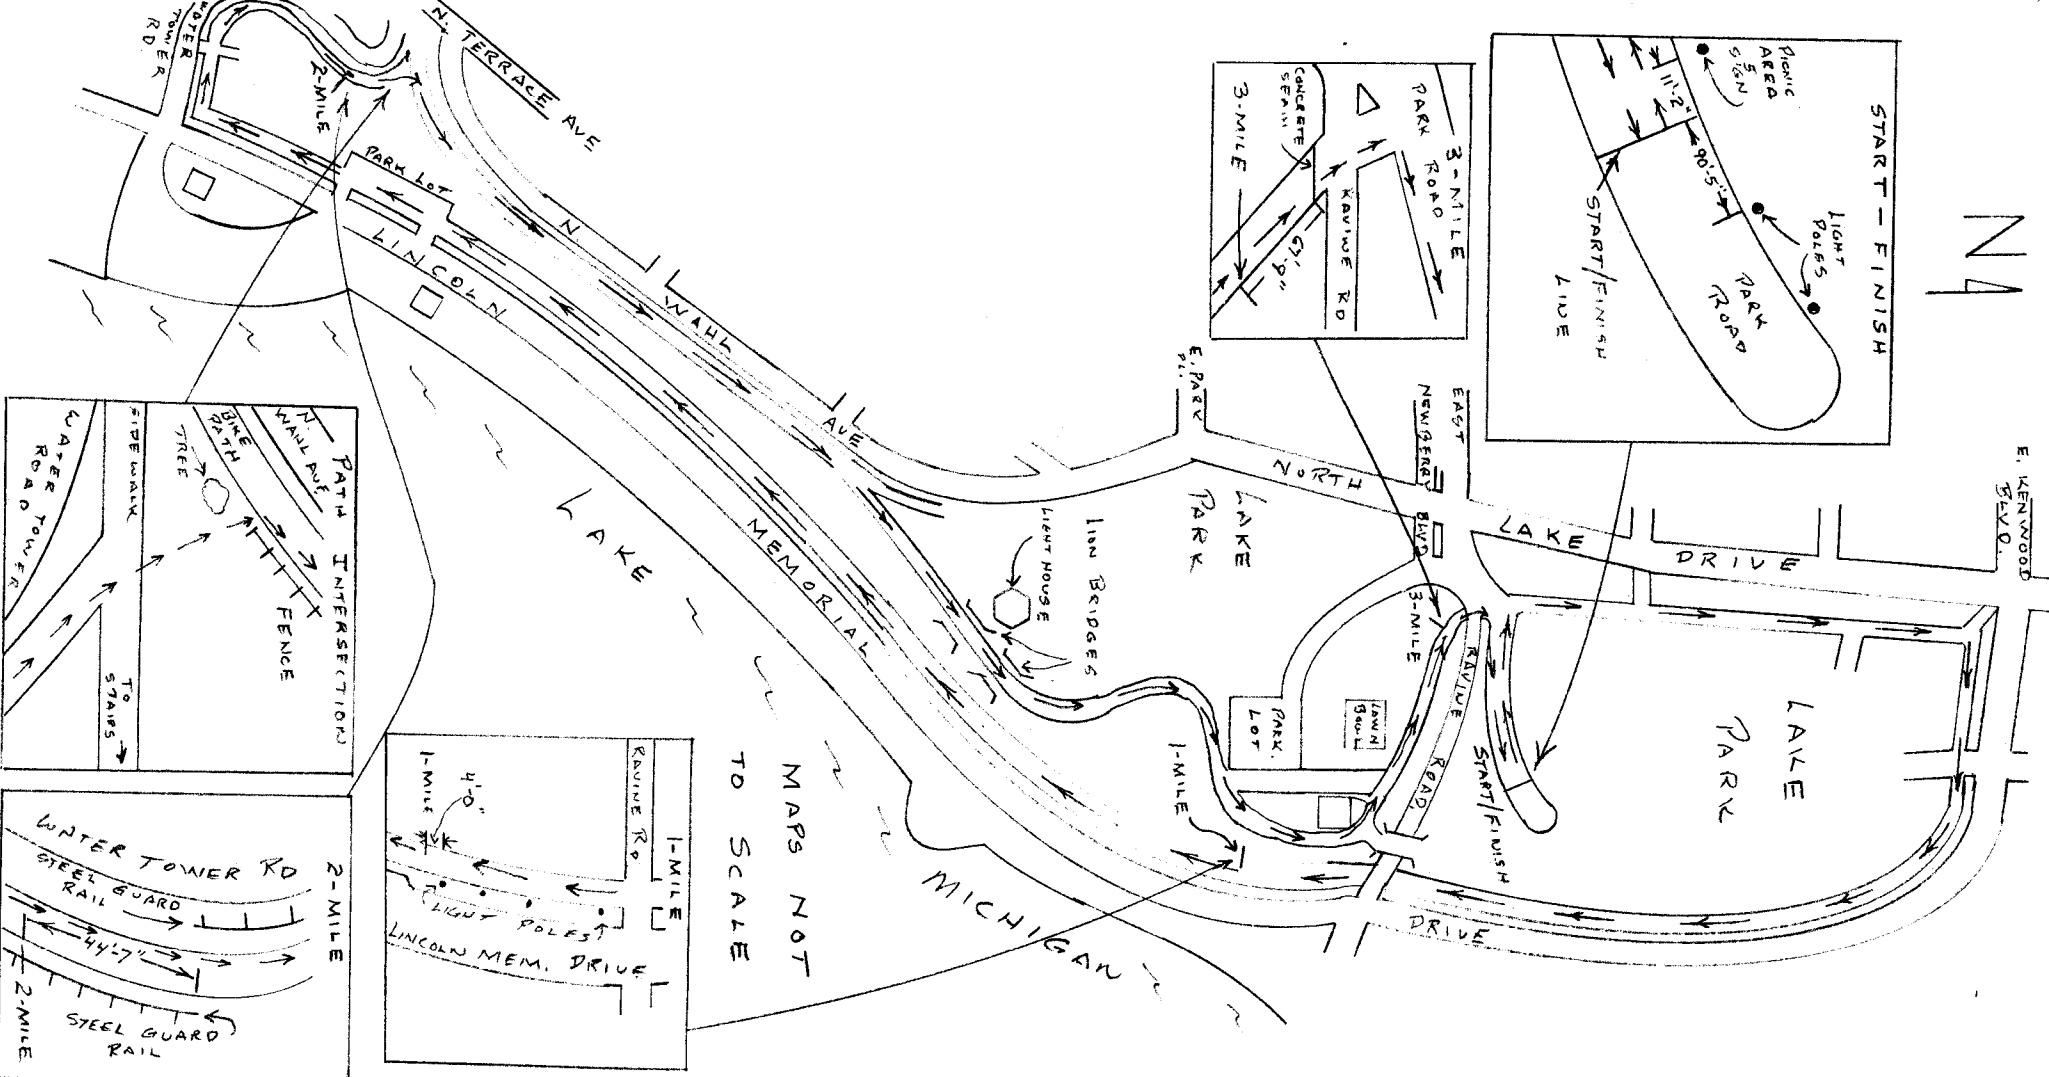 N
START - FINISH
PICNIC
AREA
5
SIGN
11'-2"
90'-5"
LIGHT
POLES
PARK
ROAD
START/FINISH
LINE
3-MILE
PARK ROAD
CONCRETE
SEAM
3-MILE
RAVINE RD
67'-9"
E. KENWOOD
BLVD.
EAST
NEWBERRY
BLVD
E. PARK
PL.
NORTH
LAKE
DRIVE
LAKE
PARK
LAKE
PARK
3-MILE
RAVINE
ROAD
START/FINISH
LAWN
BOWL
PARK.
LOT
1-MILE
LION BRIDGES
LIGHT HOUSE
N. TERRACE AVE
N.
WAHL
AVE
WATER
TOWER
RD
2-MILE
PARK LOT
LINCOLN
MEMORIAL
DRIVE
LAKE
MICHIGAN
MAPS NOT
TO SCALE
PATH INTERSECTION
N.
WAHL AVE
BIKE
PATH
TREE
FENCE
SIDEWALK
TO
STAIRS
WATER TOWER
ROAD
1-MILE
RAVINE RD
4'-0"
1-MILE
LIGHT POLES
LINCOLN MEM. DRIVE
2-MILE
WATER TOWER RD
STEEL GUARD
RAIL
44'-7"
2-MILE
STEEL GUARD
RAIL